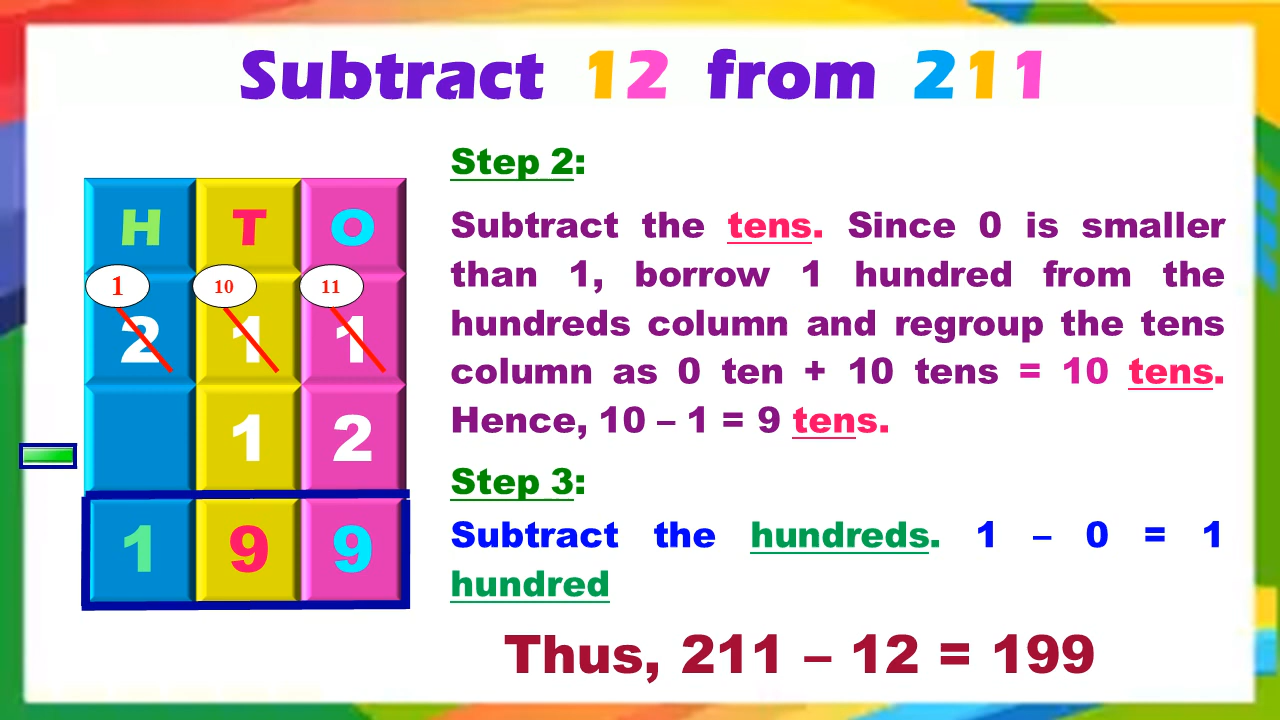 Subtract 12 from 211
H T O
1 10 11
2 1 1
1 2
1 9 9
Step 2:
Subtract the tens. Since 0 is smaller
than 1, borrow 1 hundred from the
hundreds column and regroup the tens
column as 0 ten + 10 tens = 10 tens.
Hence, 10 – 1 = 9 tens.
Step 3:
Subtract the hundreds. 1 – 0 = 1
hundred
Thus, 211 – 12 = 199